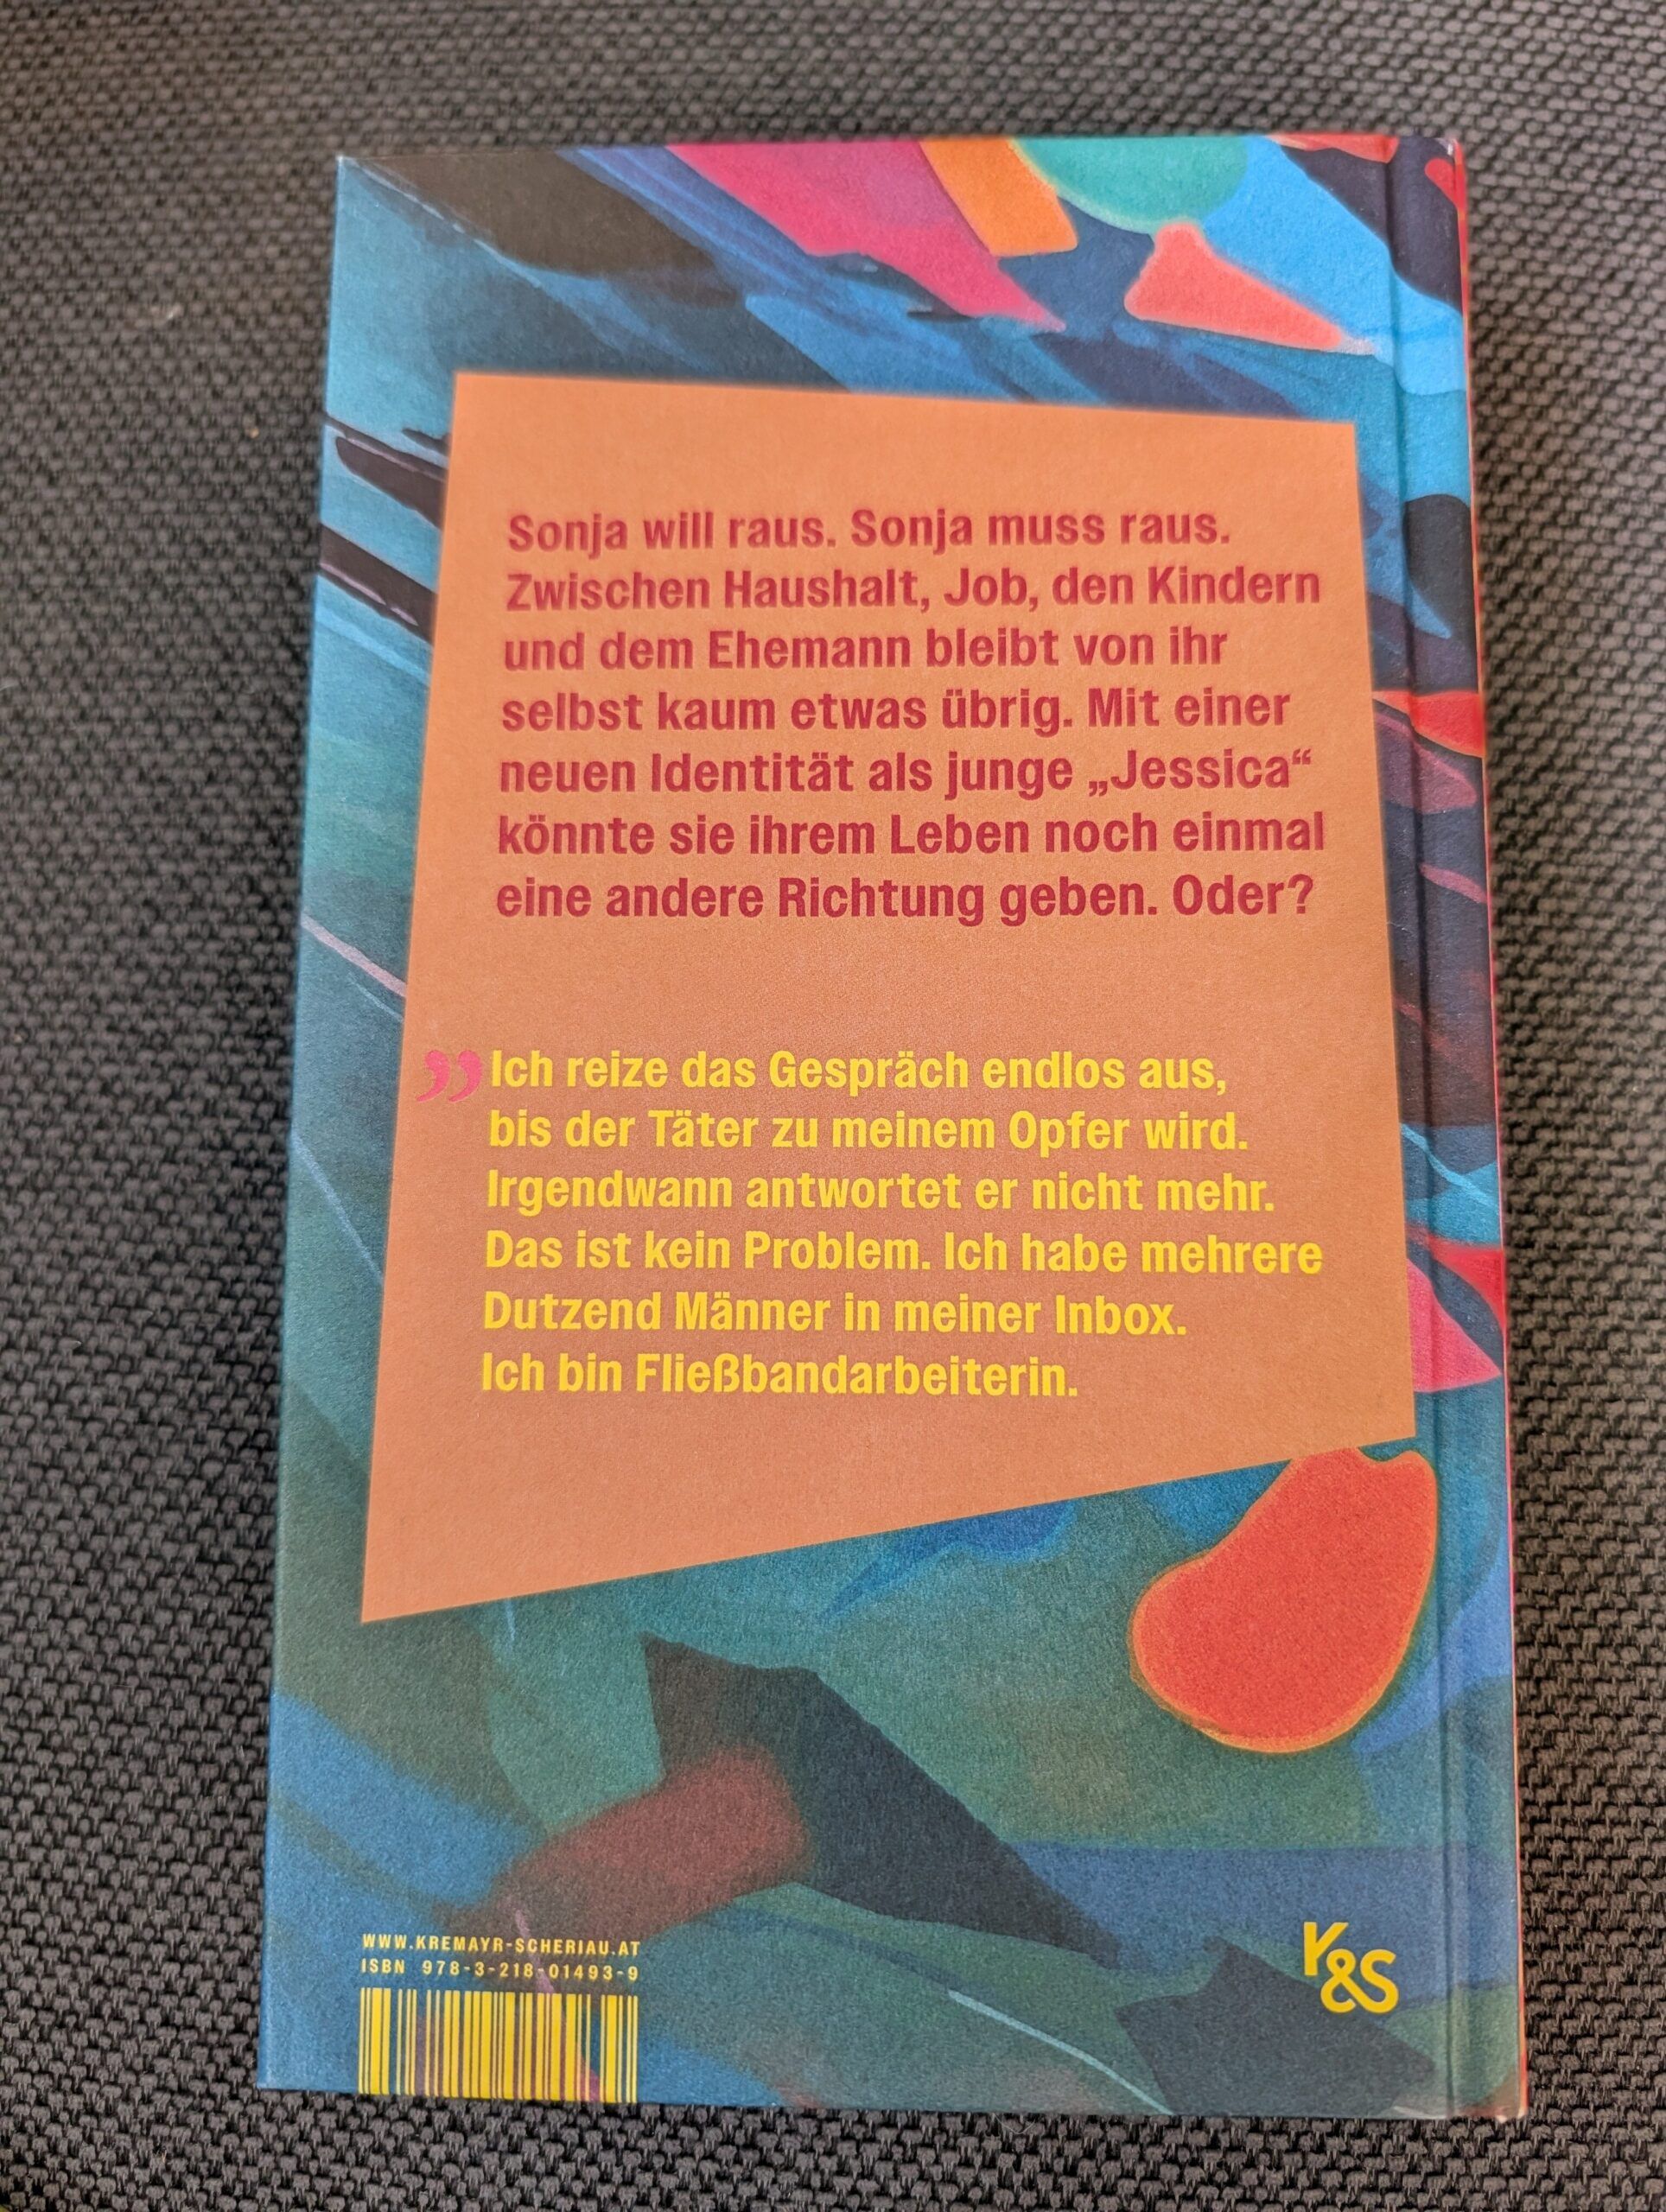 Sonja will raus. Sonja muss raus.
Zwischen Haushalt, Job, den Kindern
und dem Ehemann bleibt von ihr
selbst kaum etwas übrig. Mit einer
neuen Identität als junge „Jessica“
könnte sie ihrem Leben noch einmal
eine andere Richtung geben. Oder?
”Ich reize das Gespräch endlos aus,
bis der Täter zu meinem Opfer wird.
Irgendwann antwortet er nicht mehr.
Das ist kein Problem. Ich habe mehrere
Dutzend Männer in meiner Inbox.
Ich bin Fließbandarbeiterin.
WWW.KREMAYR-SCHERIAU.AT
ISBN 978-3-218-01493-9
K&S